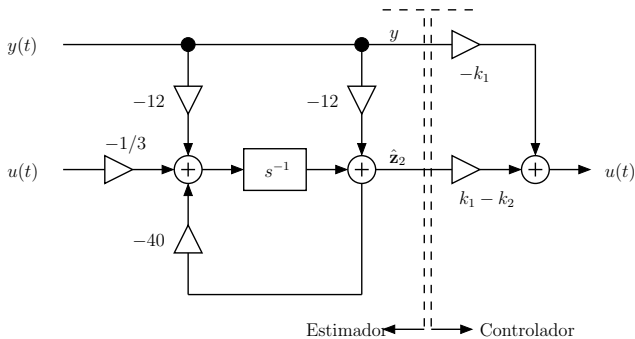 y(t)
y
−k₁
−12
−12
−1/3
u(t)
+
s⁻¹
+
ẑ₂
+
u(t)
k₁ − k₂
−40
Estimador
Controlador